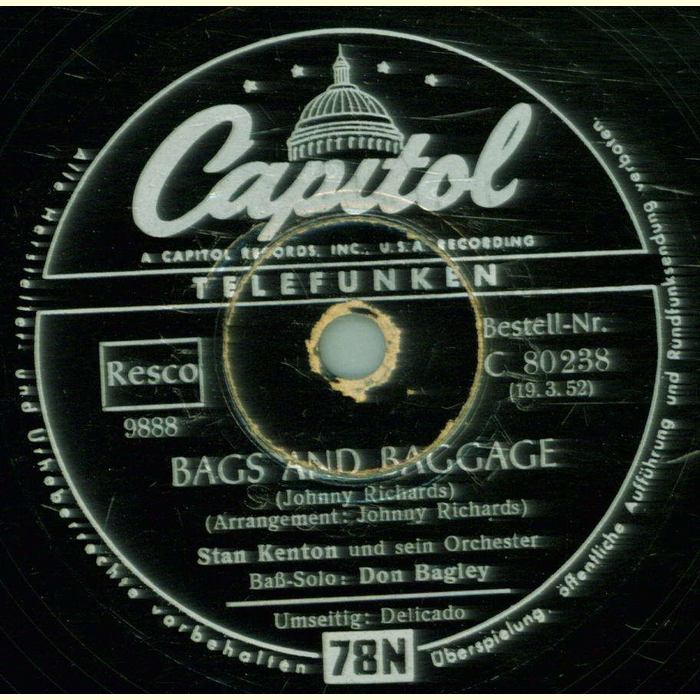 Capitol
A CAPITOL RECORDS, INC., U.S.A. RECORDING
TELEFUNKEN
Resco
9888
Bestell-Nr.
C 80238
(19. 3. 52)
BAGS AND BAGGAGE
(Johnny Richards)
(Arrangement: Johnny Richards)
Stan Kenton und sein Orchester
Baß-Solo: Don Bagley
Umseitig: Delicado
78N
Alle Hersteller- und Urheberrechte vorbehalten
Überspielung, öffentliche Aufführung und Rundfunksendung verboten.